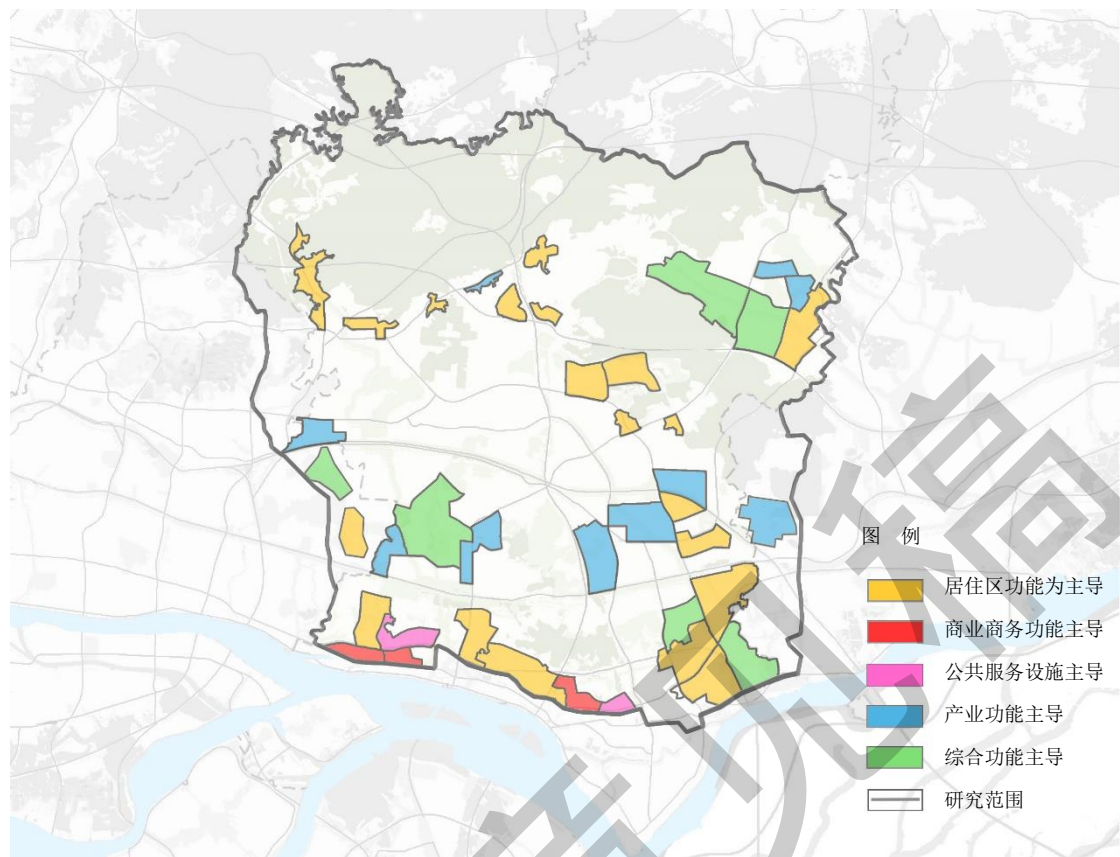 图 例
居住区功能为主导
商业商务功能主导
公共服务设施主导
产业功能主导
综合功能主导
研究范围